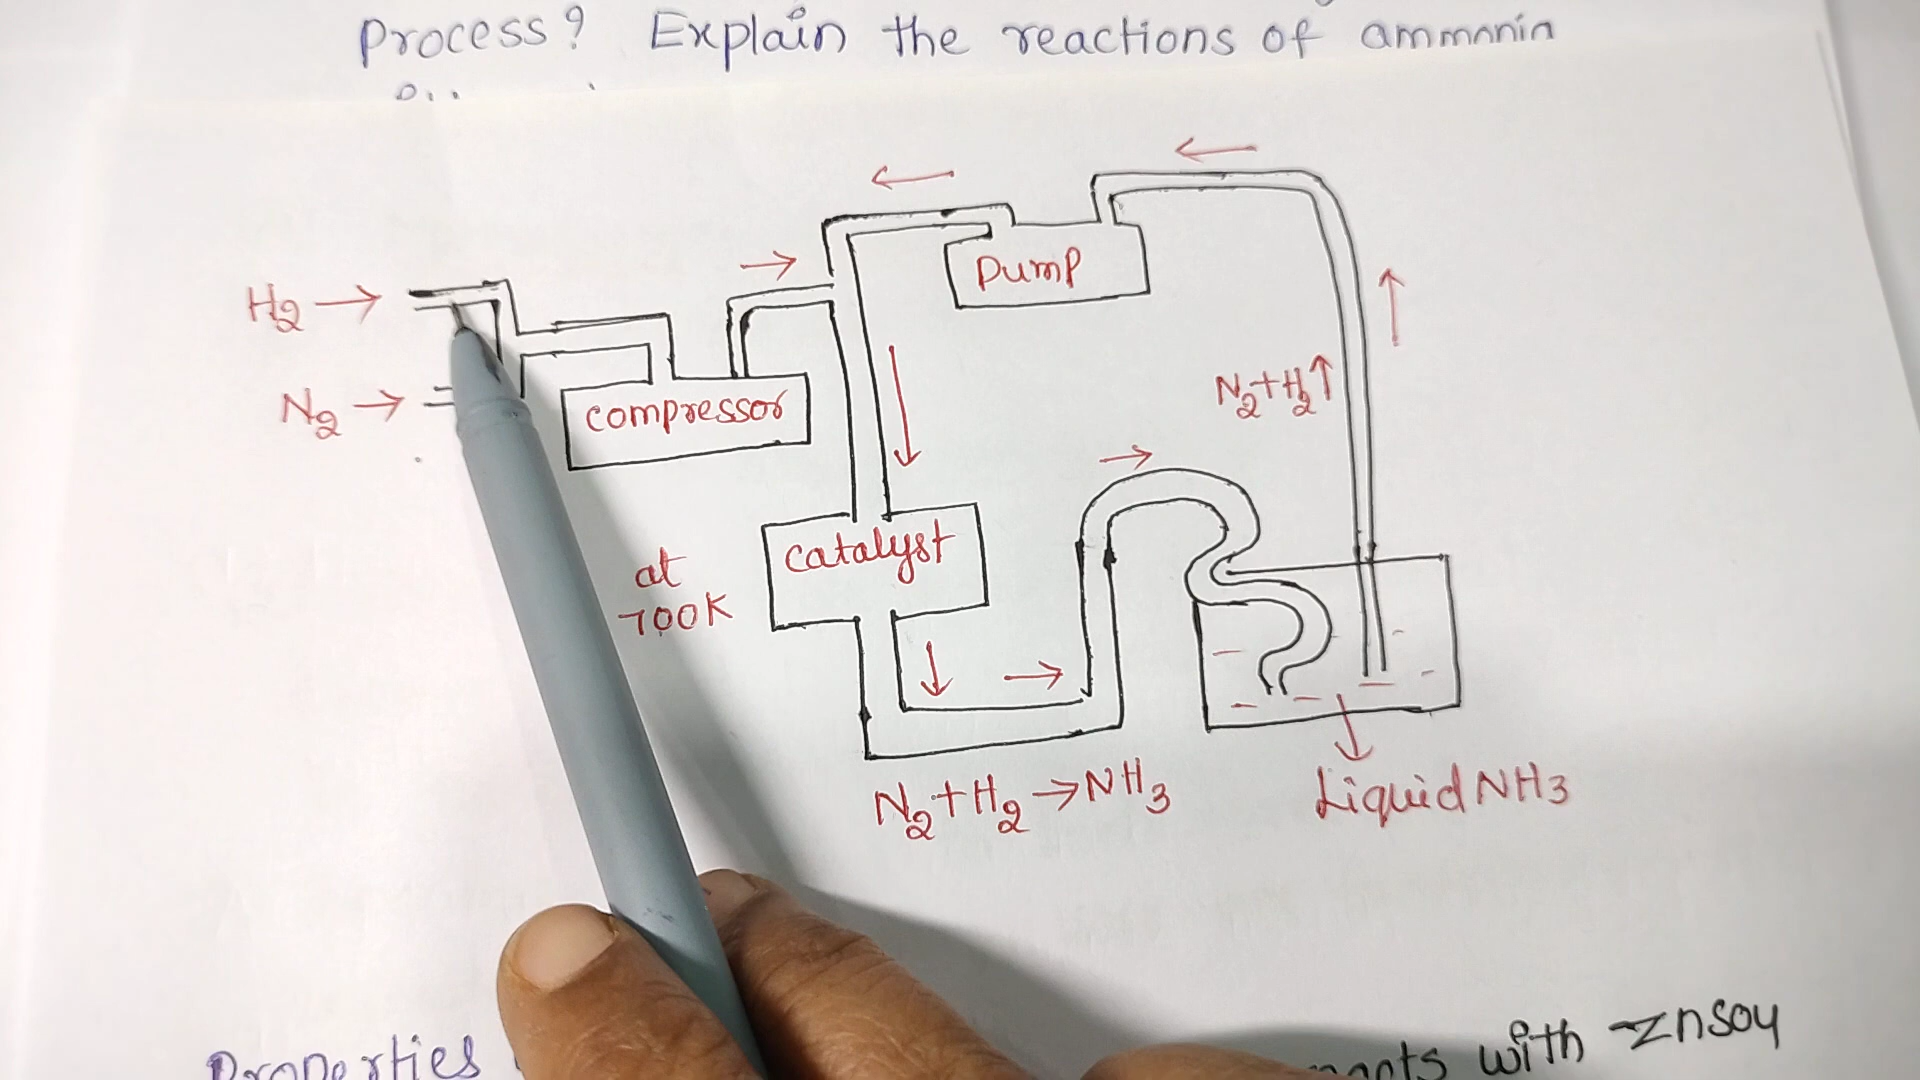 Process? Explain the reactions of ammonia
Pump
H2 →
compressor
N2 →
N2+H2↑
catalyst
at
700K
N2+H2→NH3
Liquid NH3
Properties
with ZnSO4